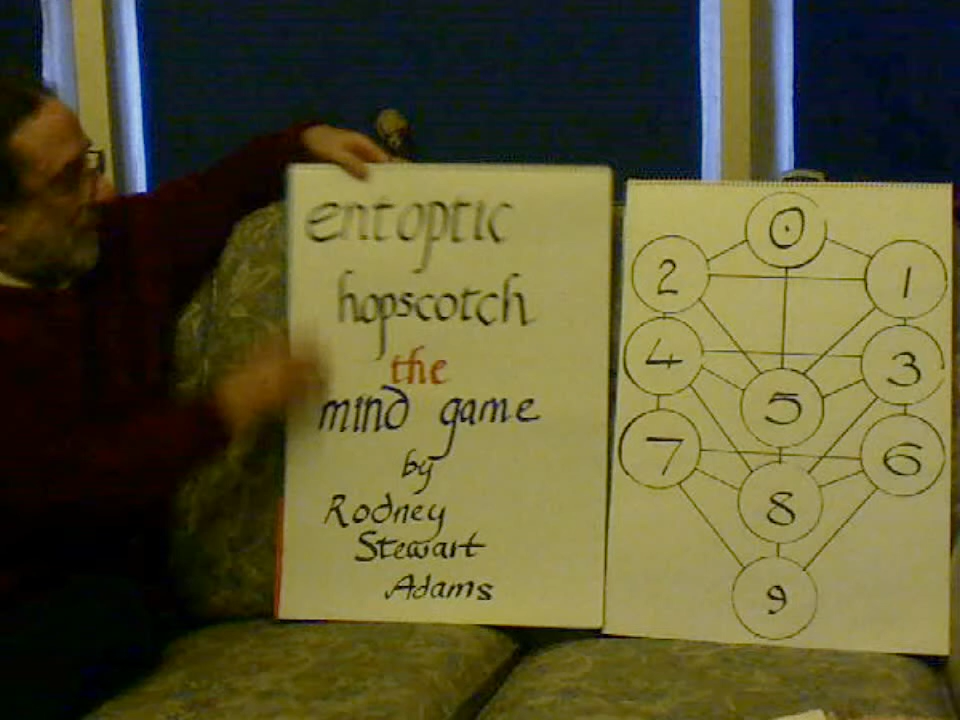 entoptic
hopscotch
the
mind game
by
Rodney
Stewart
Adams
0
2
1
4
3
5
7
6
8
9